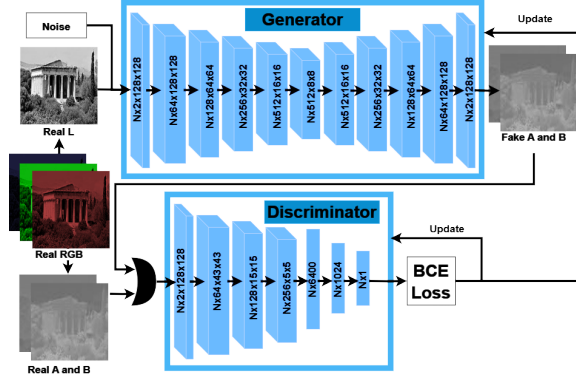 Generator
Update
Noise
Nx2x128x128
Nx64x128x128
Nx128x64x64
Nx256x32x32
Nx512x16x16
Nx512x8x8
Nx512x16x16
Nx256x32x32
Nx128x64x64
Nx64x128x128
Nx2x128x128
Real L
Fake A and B
Real RGB
Discriminator
Update
Nx2x128x128
Nx64x43x43
Nx128x15x15
Nx256x5x5
Nx6400
Nx1024
Nx1
BCE
Loss
Real A and B